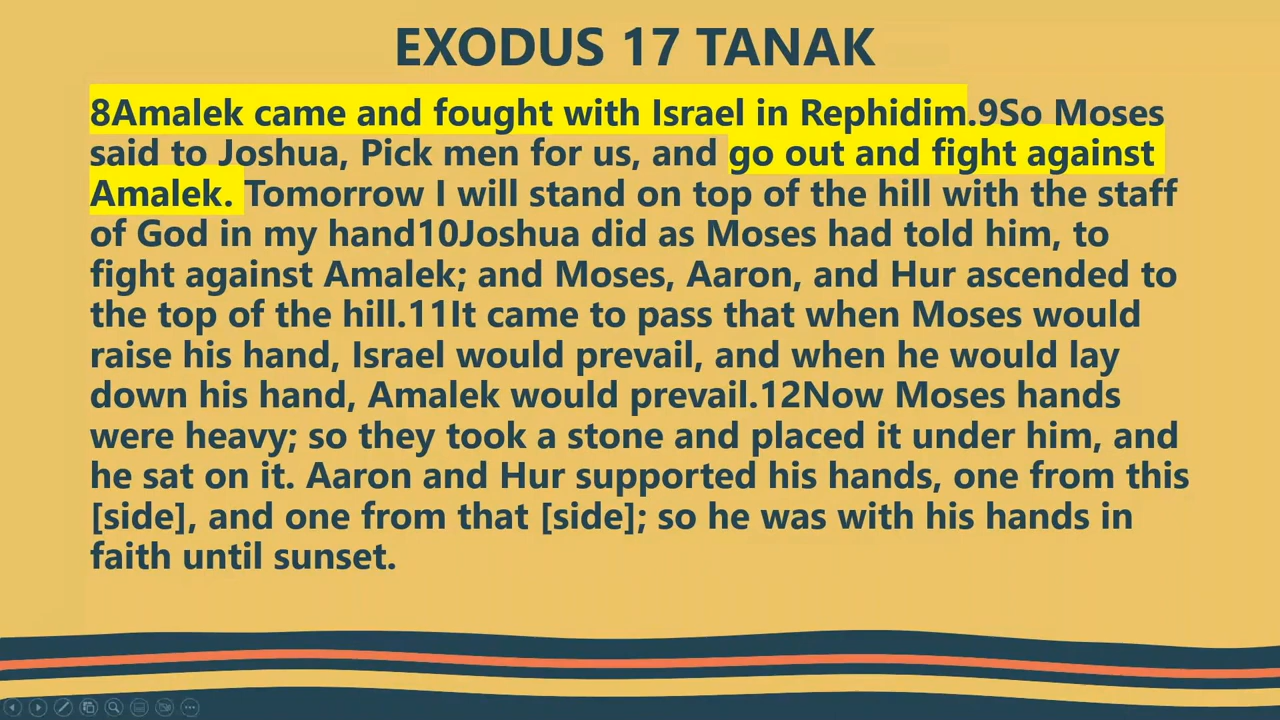 EXODUS 17 TANAK
8Amalek came and fought with Israel in Rephidim.9So Moses
said to Joshua, Pick men for us, and go out and fight against
Amalek. Tomorrow I will stand on top of the hill with the staff
of God in my hand10Joshua did as Moses had told him, to
fight against Amalek; and Moses, Aaron, and Hur ascended to
the top of the hill.11It came to pass that when Moses would
raise his hand, Israel would prevail, and when he would lay
down his hand, Amalek would prevail.12Now Moses hands
were heavy; so they took a stone and placed it under him, and
he sat on it. Aaron and Hur supported his hands, one from this
[side], and one from that [side]; so he was with his hands in
faith until sunset.